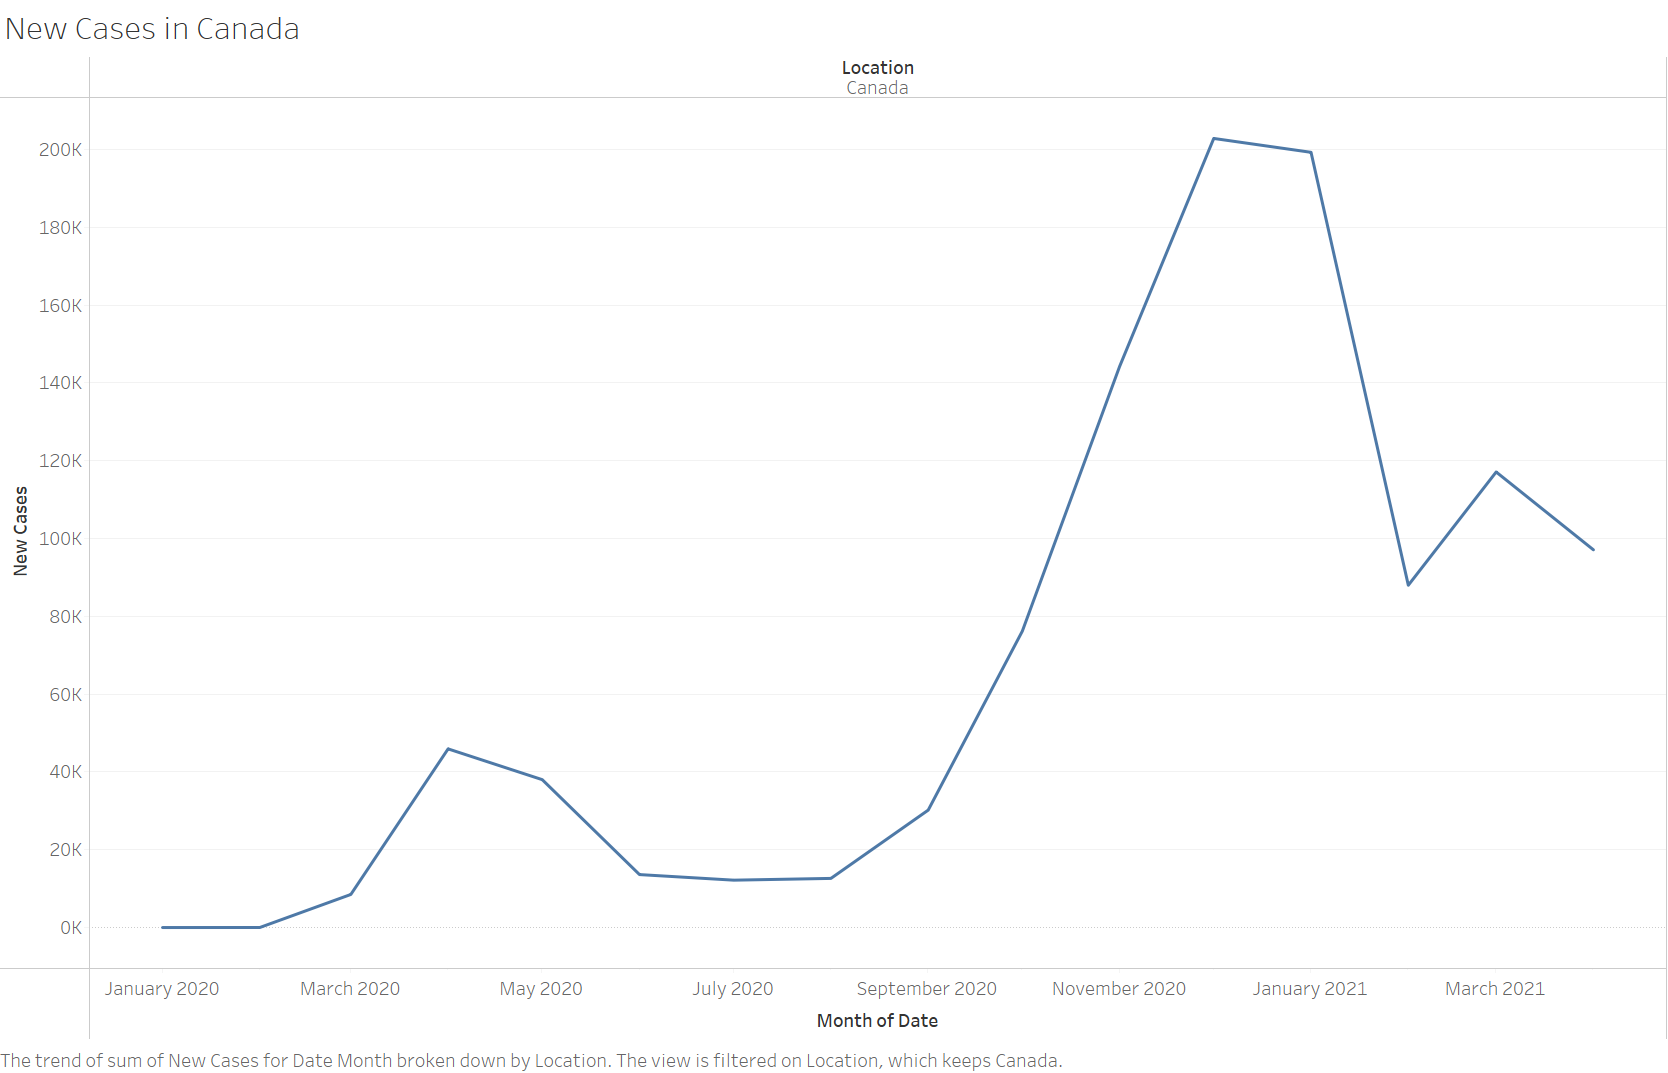 New Cases in Canada
Location
Canada
200K
180K
160K
140K
120K
100K
80K
60K
40K
20K
0K
New Cases
January 2020 March 2020 May 2020 July 2020 September 2020 November 2020 January 2021 March 2021
Month of Date
The trend of sum of New Cases for Date Month broken down by Location. The view is filtered on Location, which keeps Canada.